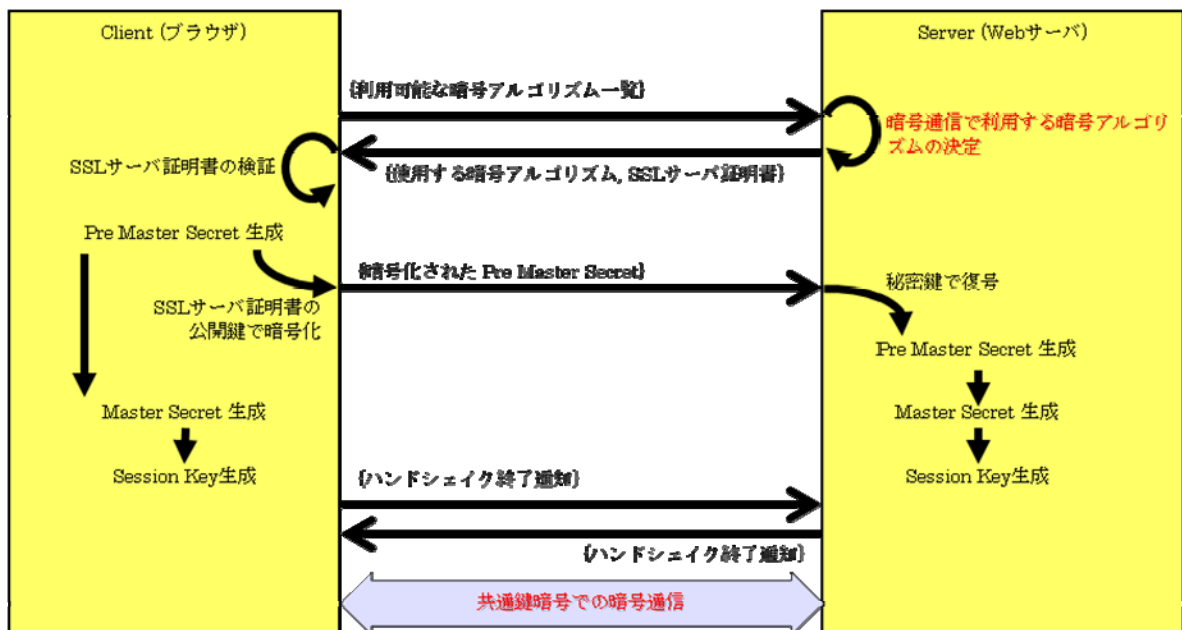 Client (ブラウザ)
Server (Webサーバ)
{利用可能な暗号アルゴリズム一覧}
暗号通信で利用する暗号アルゴリ
ズムの決定
SSLサーバ証明書の検証
{使用する暗号アルゴリズム, SSLサーバ証明書}
Pre Master Secret 生成
{暗号化された Pre Master Secret}
秘密鍵で復号
SSLサーバ証明書の
公開鍵で暗号化
Pre Master Secret 生成
Master Secret 生成
Master Secret 生成
Session Key生成
{ハンドシェイク終了通知}
Session Key生成
{ハンドシェイク終了通知}
共通鍵暗号での暗号通信